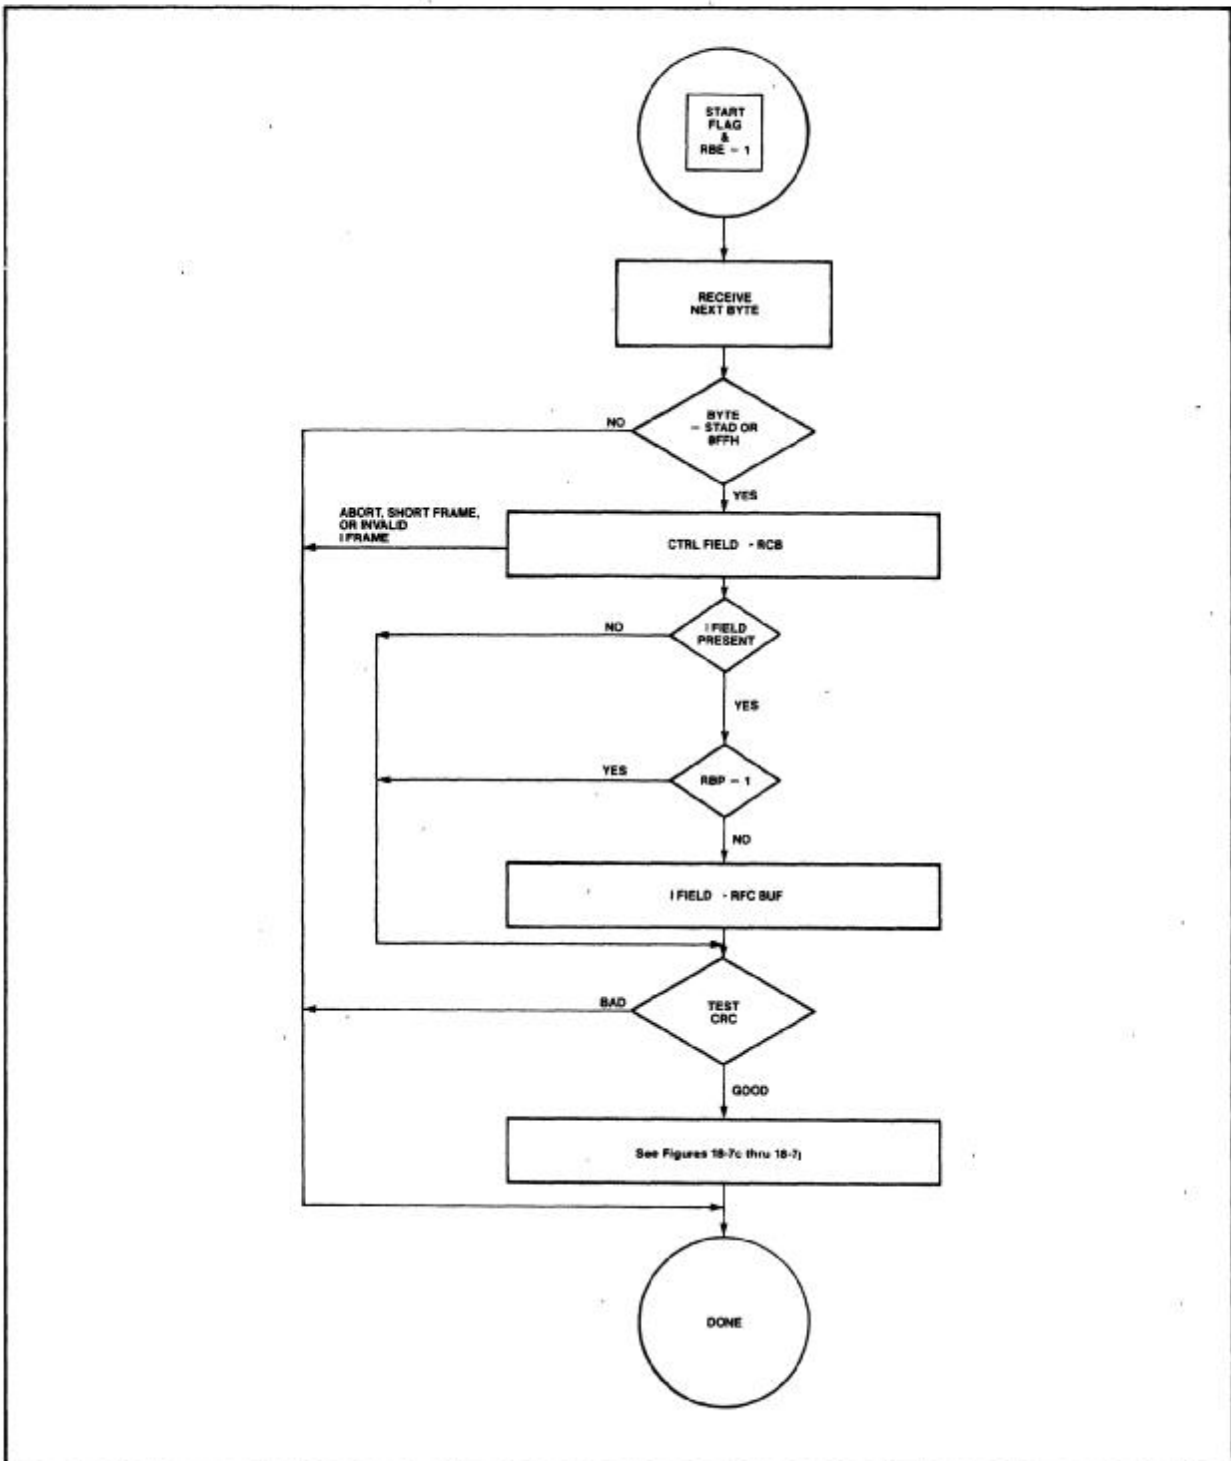 START
FLAG
&
RBE = 1
RECEIVE
NEXT BYTE
BYTE
= STAD OR
NO
YES
ABORT, SHORT FRAME,
OR INVALID
I FRAME
CTRL FIELD - RCB
NO
I FIELD
PRESENT
YES
YES
RBP = 1
NO
I FIELD - RFC BUF
BAD
TEST
CRC
GOOD
See Figures 18-7c thru 18-7j
DONE